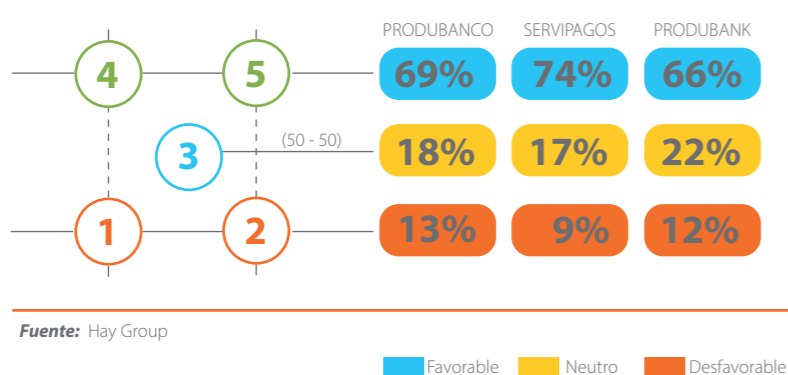 PRODUBANCO SERVIPAGOS PRODUBANK
4 5 69% 74% 66%
3 (50 - 50) 18% 17% 22%
1 2 13% 9% 12%
Fuente: Hay Group
Favorable Neutro Desfavorable